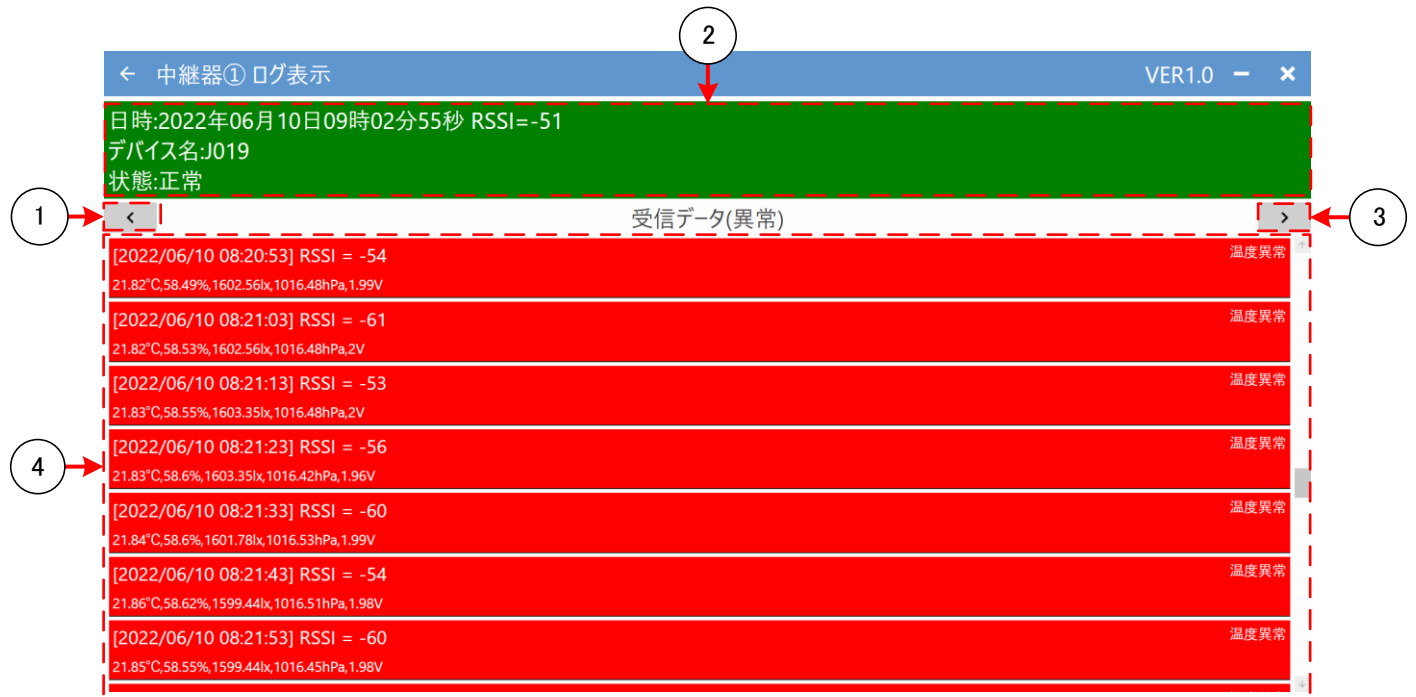 2
← 中継器① ログ表示 VER1.0 − ×
日時:2022年06月10日09時02分55秒 RSSI=-51
デバイス名:J019
状態:正常
1 < 受信データ(異常) > 3
[2022/06/10 08:20:53] RSSI = -54 温度異常
21.82℃,58.49%,1602.56lx,1016.48hPa,1.99V
[2022/06/10 08:21:03] RSSI = -61 温度異常
21.82℃,58.53%,1602.56lx,1016.48hPa,2V
[2022/06/10 08:21:13] RSSI = -53 温度異常
21.83℃,58.55%,1603.35lx,1016.48hPa,2V
[2022/06/10 08:21:23] RSSI = -56 温度異常
4
21.83℃,58.6%,1603.35lx,1016.42hPa,1.96V
[2022/06/10 08:21:33] RSSI = -60 温度異常
21.84℃,58.6%,1601.78lx,1016.53hPa,1.99V
[2022/06/10 08:21:43] RSSI = -54 温度異常
21.86℃,58.62%,1599.44lx,1016.51hPa,1.98V
[2022/06/10 08:21:53] RSSI = -60 温度異常
21.85℃,58.55%,1599.44lx,1016.45hPa,1.98V